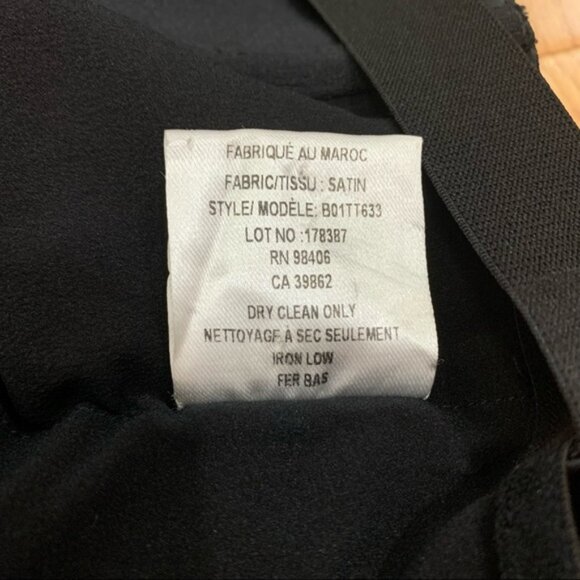 FABRIQUÉ AU MAROC
FABRIC/TISSU : SATIN
STYLE/ MODÈLE: B01TT633
LOT NO :178387
RN 98406
CA 39862
DRY CLEAN ONLY
NETTOYAGE À SEC SEULEMENT
IRON LOW
FER BAS